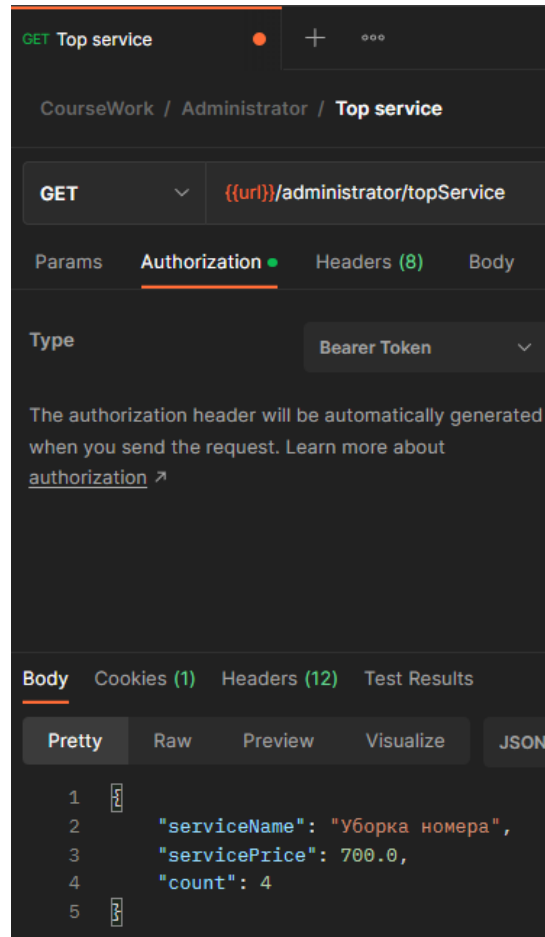 GET Top service
CourseWork / Administrator / Top service
GET {{url}}/administrator/topService
Params Authorization Headers (8) Body
Type Bearer Token
The authorization header will be automatically generated
when you send the request. Learn more about
authorization ↗
Body Cookies (1) Headers (12) Test Results
Pretty Raw Preview Visualize JSON
1 {
2 "serviceName": "Уборка номера",
3 "servicePrice": 700.0,
4 "count": 4
5 }